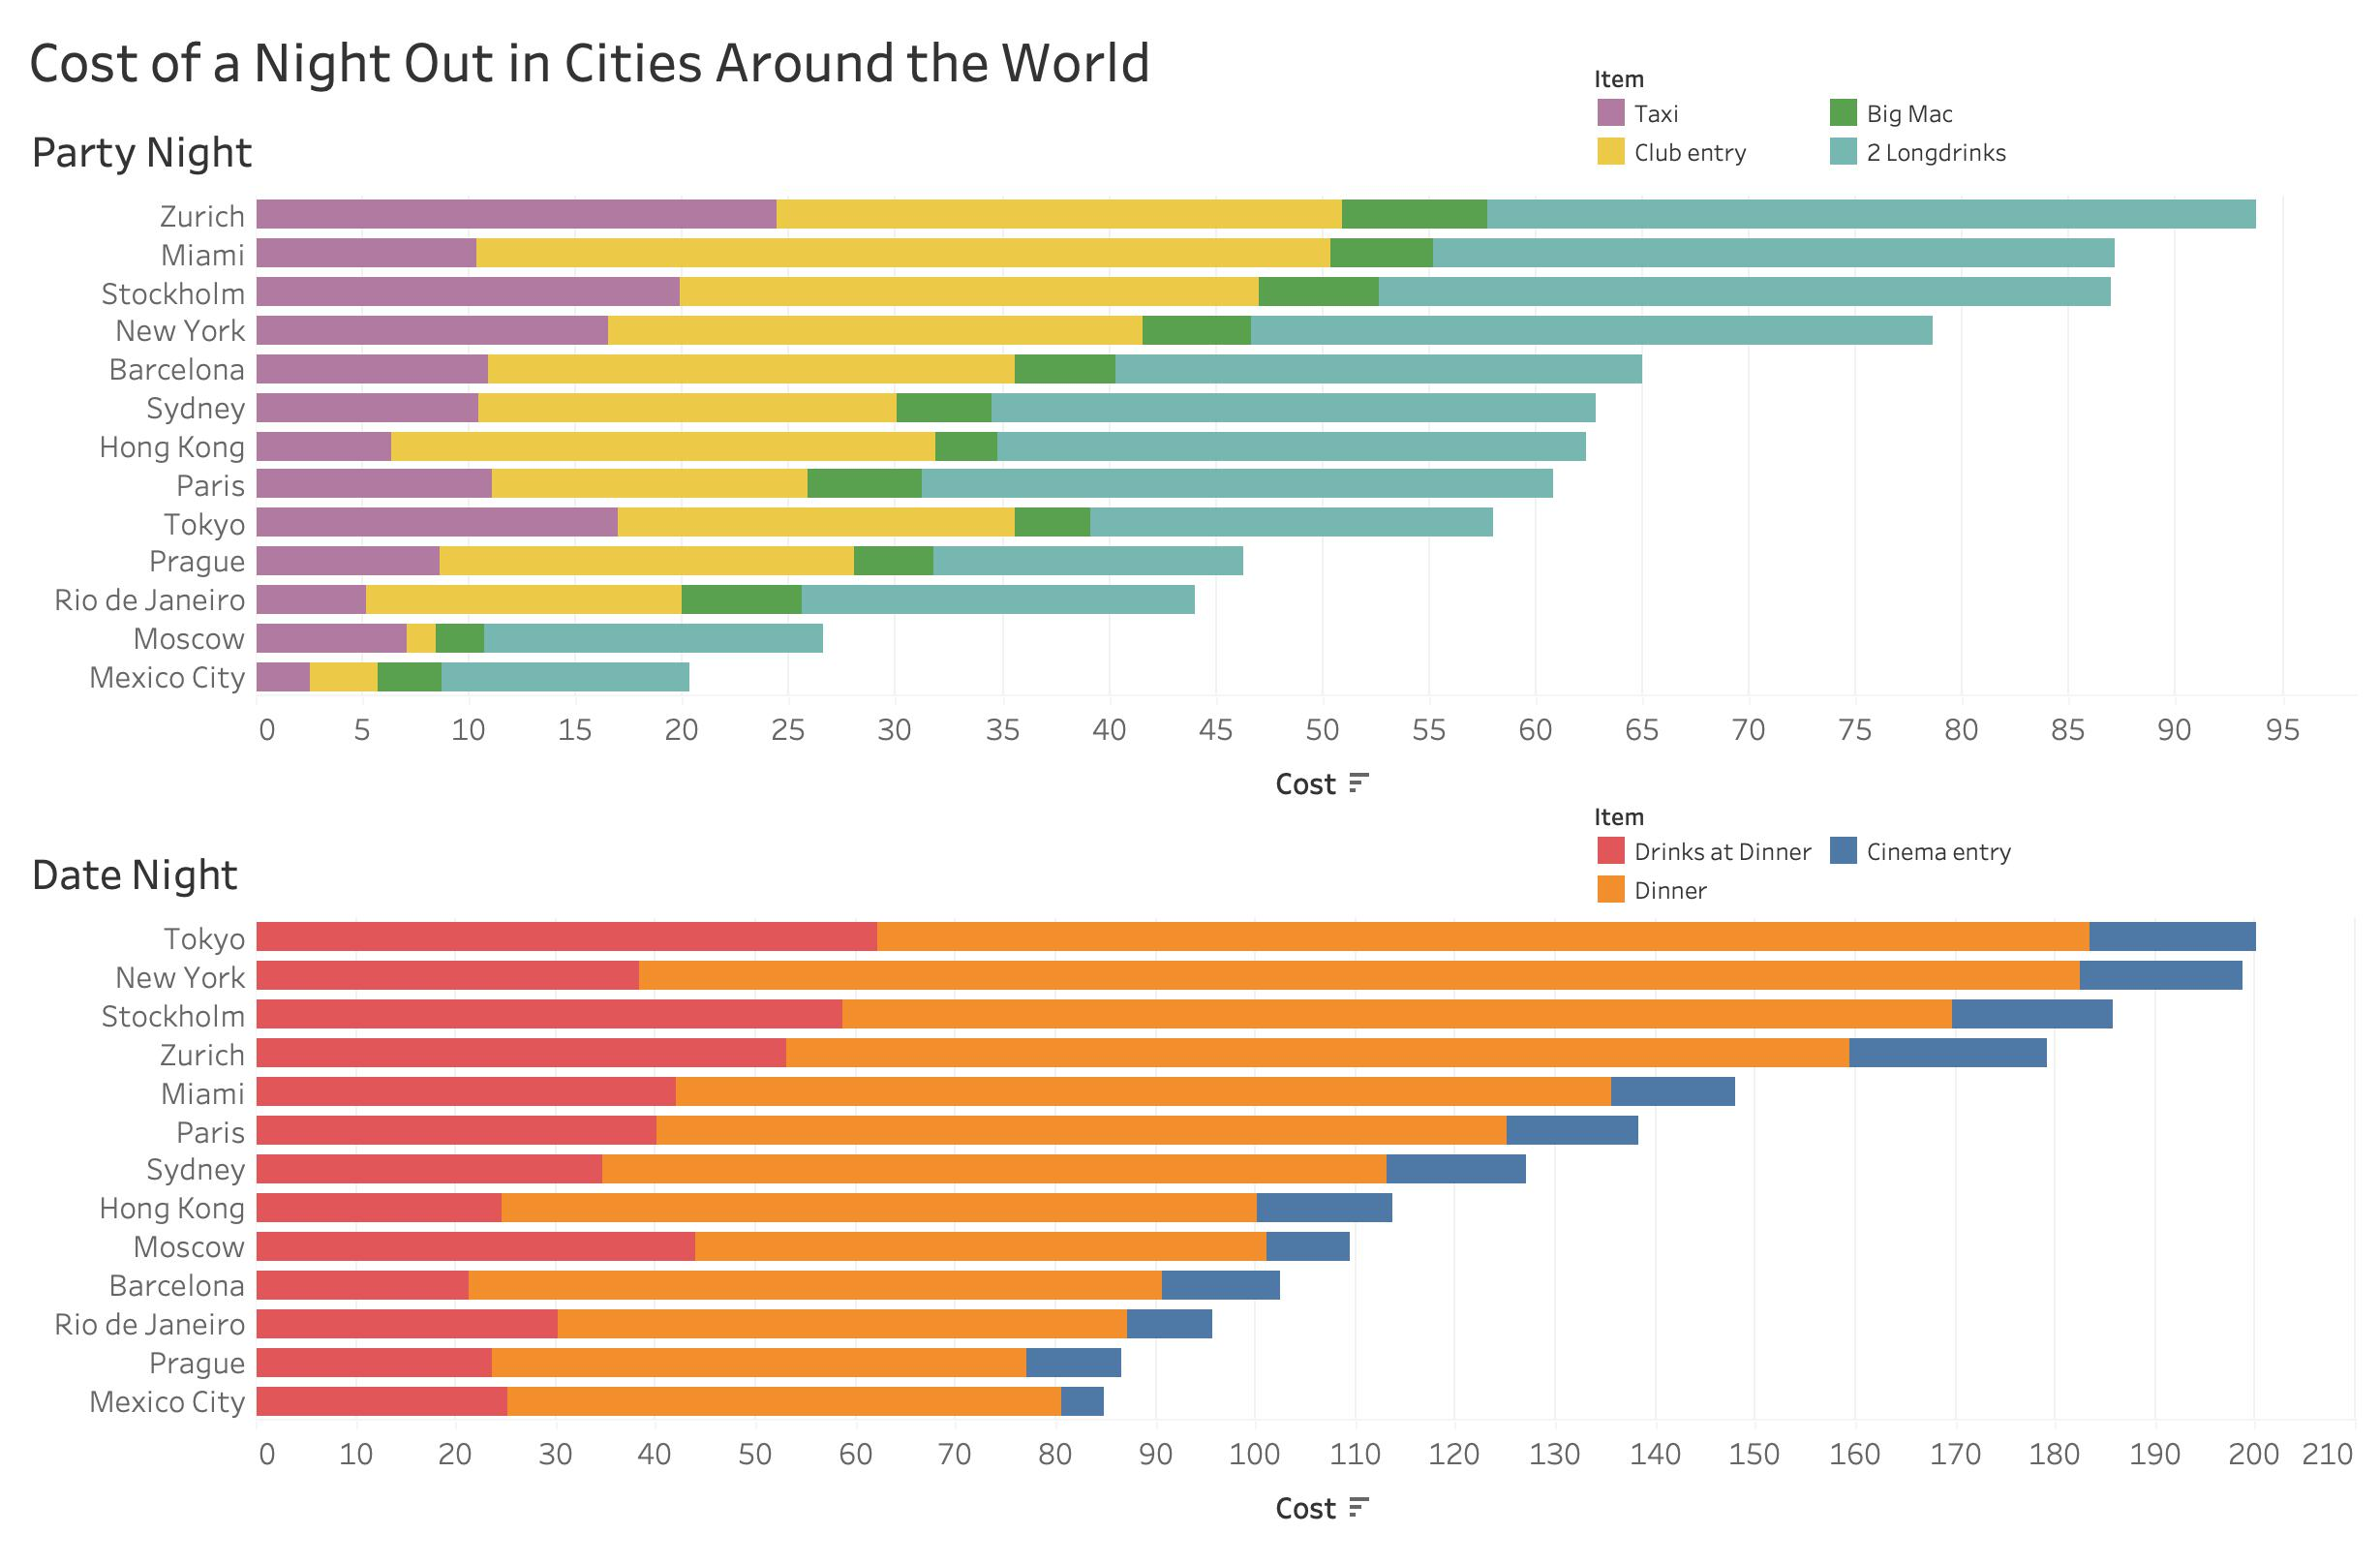 Cost of a Night Out in Cities Around the World
Item
Taxi
Big Mac
Club entry
2 Longdrinks
Party Night
Zurich
Miami
Stockholm
New York
Barcelona
Sydney
Hong Kong
Paris
Tokyo
Prague
Rio de Janeiro
Moscow
Mexico City
0 5 10 15 20 25 30 35 40 45 50 55 60 65 70 75 80 85 90 95
Cost
Item
Drinks at Dinner
Cinema entry
Dinner
Date Night
Tokyo
New York
Stockholm
Zurich
Miami
Paris
Sydney
Hong Kong
Moscow
Barcelona
Rio de Janeiro
Prague
Mexico City
0 10 20 30 40 50 60 70 80 90 100 110 120 130 140 150 160 170 180 190 200 210
Cost